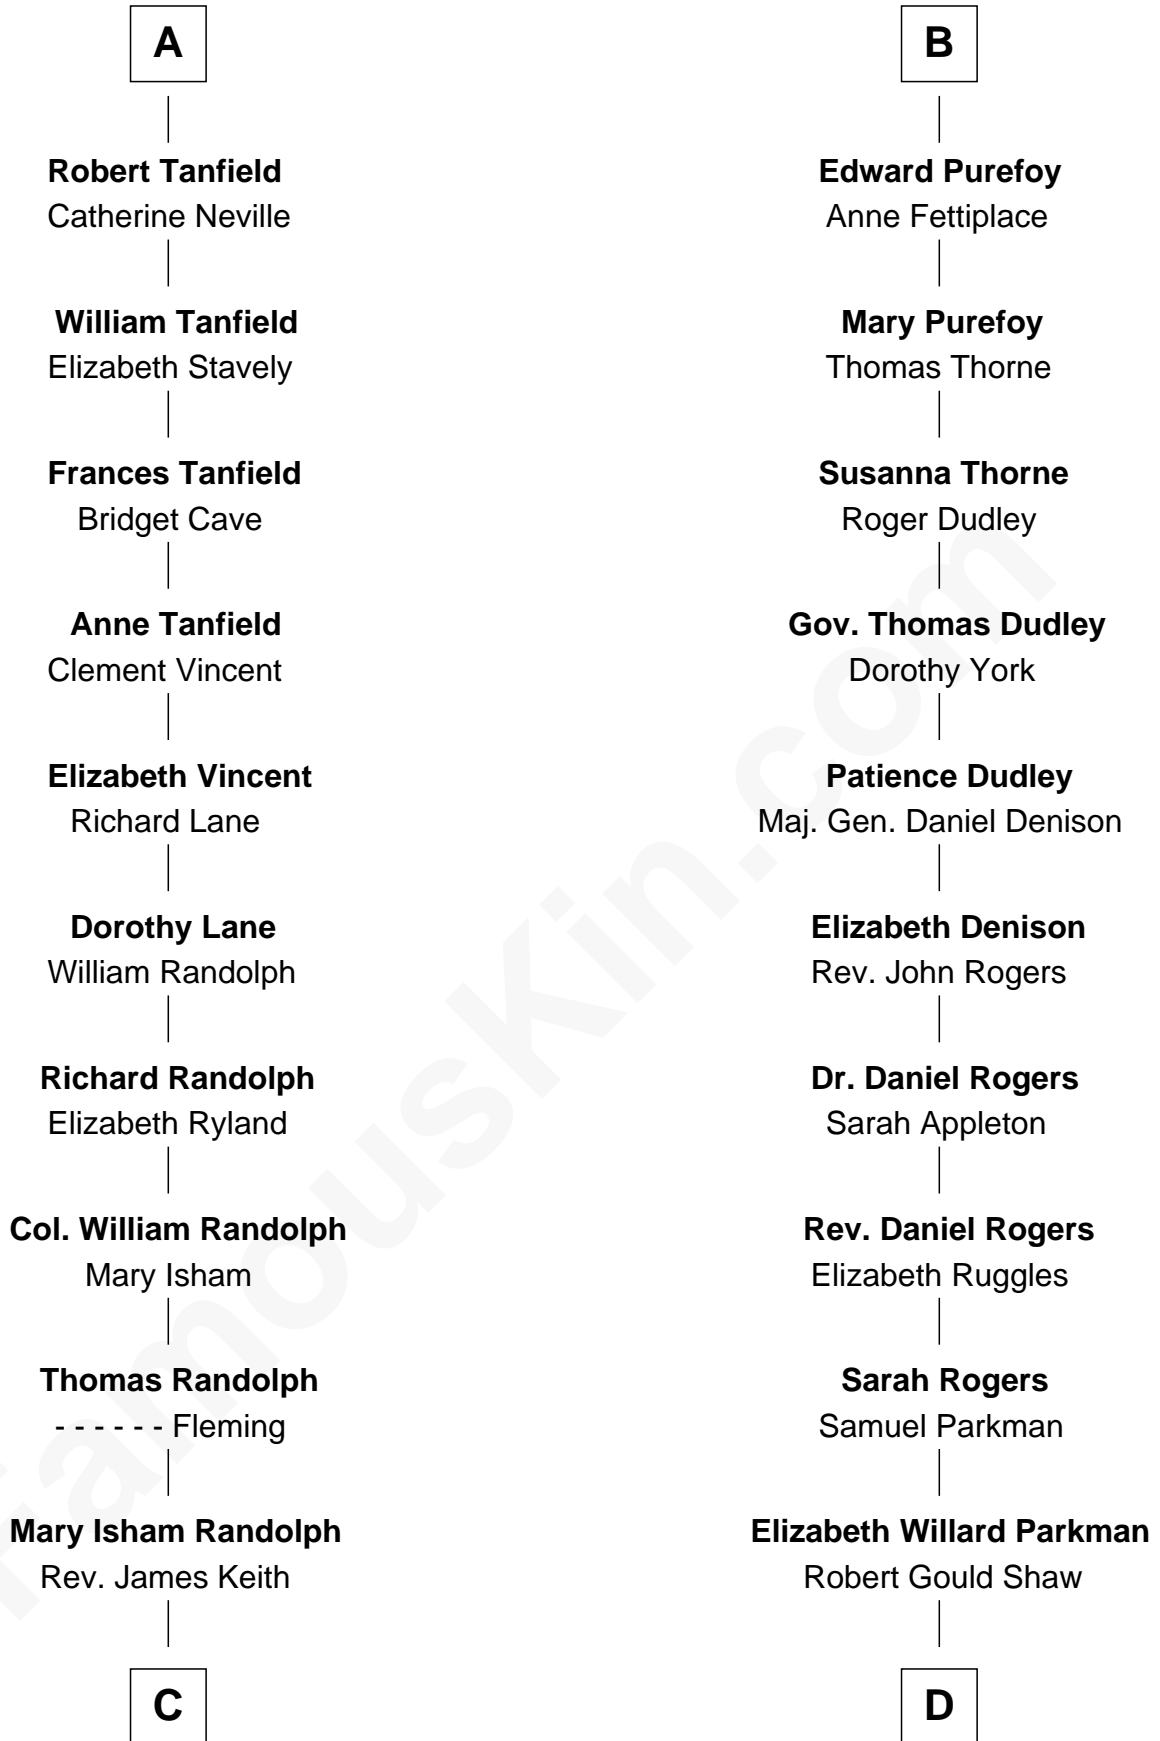 A
Robert Tanfield
Catherine Neville
William Tanfield
Elizabeth Stavely
Frances Tanfield
Bridget Cave
Anne Tanfield
Clement Vincent
Elizabeth Vincent
Richard Lane
Dorothy Lane
William Randolph
Richard Randolph
Elizabeth Ryland
Col. William Randolph
Mary Isham
Thomas Randolph
- - - - - - Fleming
Mary Isham Randolph
Rev. James Keith
C
B
Edward Purefoy
Anne Fettiplace
Mary Purefoy
Thomas Thorne
Susanna Thorne
Roger Dudley
Gov. Thomas Dudley
Dorothy York
Patience Dudley
Maj. Gen. Daniel Denison
Elizabeth Denison
Rev. John Rogers
Dr. Daniel Rogers
Sarah Appleton
Rev. Daniel Rogers
Elizabeth Ruggles
Sarah Rogers
Samuel Parkman
Elizabeth Willard Parkman
Robert Gould Shaw
D
FamousKin.com